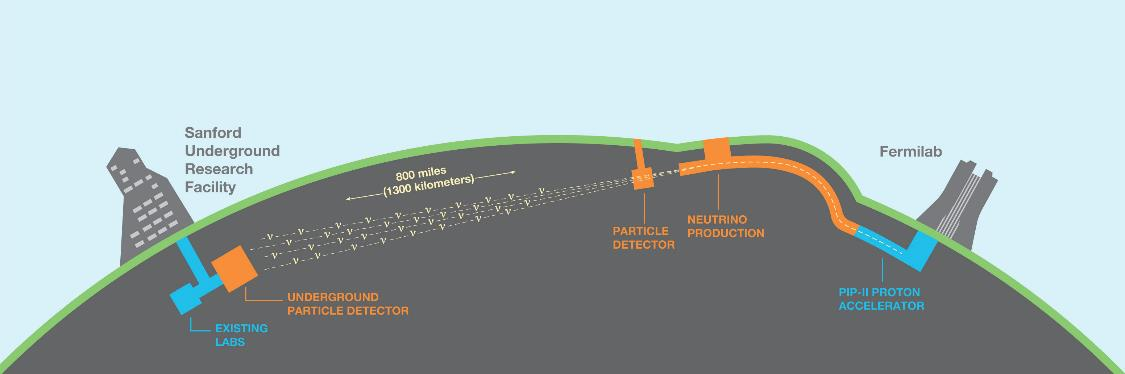 Sanford
Underground
Research
Facility
800 miles
(1300 kilometers)
Fermilab
ν ν ν ν ν ν ν ν
ν ν ν ν ν ν ν
ν ν ν ν ν ν
ν ν
PARTICLE
DETECTOR
NEUTRINO
PRODUCTION
PIP-II PROTON
ACCELERATOR
UNDERGROUND
PARTICLE DETECTOR
EXISTING
LABS